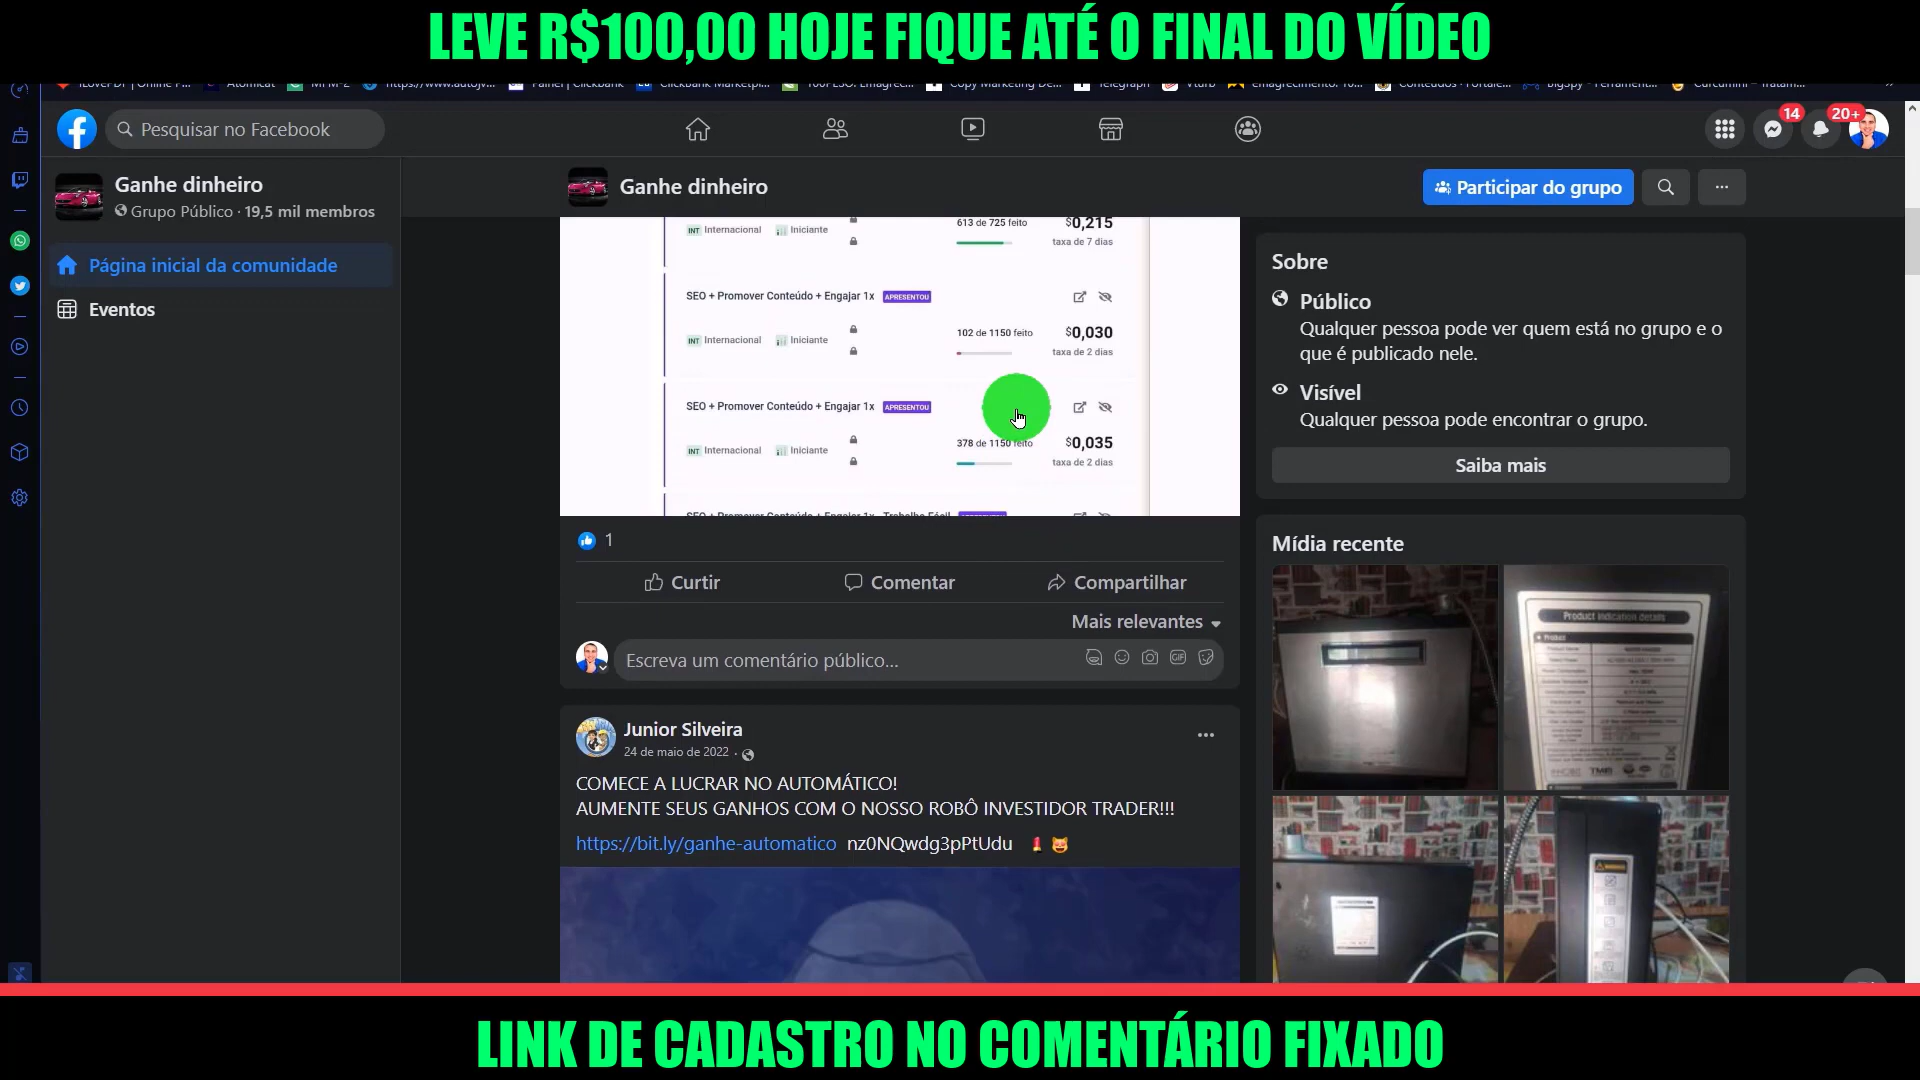 LEVE R$100,00 HOJE FIQUE ATÉ O FINAL DO VÍDEO
Pesquisar no Facebook
14
20+
Ganhe dinheiro
Grupo Público · 19,5 mil membros
Página inicial da comunidade
Eventos
Ganhe dinheiro
Participar do grupo
INT Internacional
Iniciante
613 de 725 feito
$0,215
taxa de 7 dias
SEO + Promover Conteúdo + Engajar 1x APRESENTOU
INT Internacional
Iniciante
102 de 1150 feito
$0,030
taxa de 2 dias
SEO + Promover Conteúdo + Engajar 1x APRESENTOU
INT Internacional
Iniciante
378 de 1150 feito
$0,035
taxa de 2 dias
1
Curtir
Comentar
Compartilhar
Mais relevantes
Escreva um comentário público...
GIF
Junior Silveira
24 de maio de 2022 ·
COMECE A LUCRAR NO AUTOMÁTICO!
AUMENTE SEUS GANHOS COM O NOSSO ROBÔ INVESTIDOR TRADER!!!
https://bit.ly/ganhe-automatico nz0NQwdg3pPtUdu
Sobre
Público
Qualquer pessoa pode ver quem está no grupo e o
que é publicado nele.
Visível
Qualquer pessoa pode encontrar o grupo.
Saiba mais
Mídia recente
Product indication details
LINK DE CADASTRO NO COMENTÁRIO FIXADO